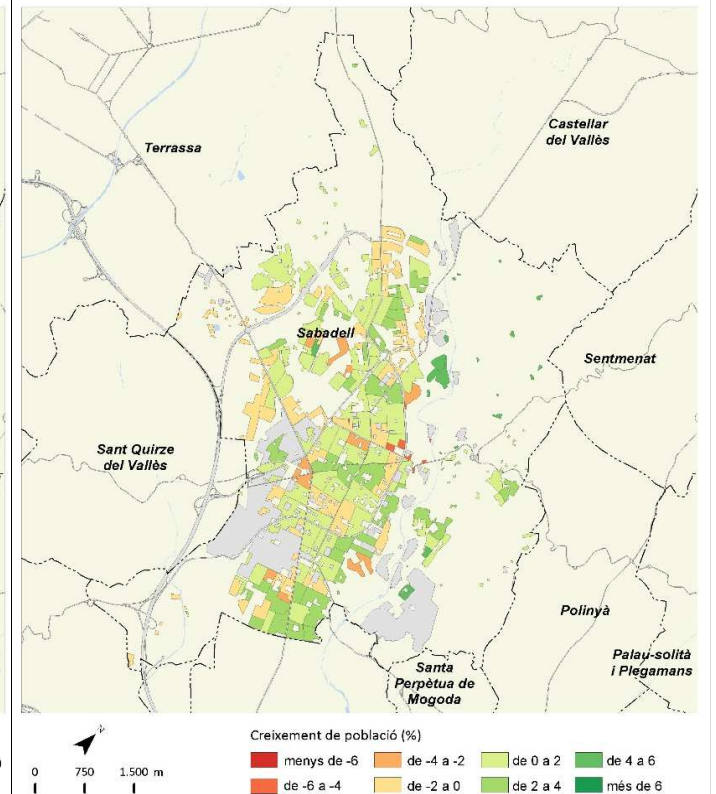 Terrassa
Castellar
del Vallès
Sabadell
Sentmenat
Sant Quirze
del Vallès
Polinyà
Palau-solità
i Plegamans
Santa
Perpètua de
Mogoda
N
0 750 1.500 m
Creixement de població (%)
menys de -6
de -4 a -2
de 0 a 2
de 4 a 6
de -6 a -4
de -2 a 0
de 2 a 4
més de 6